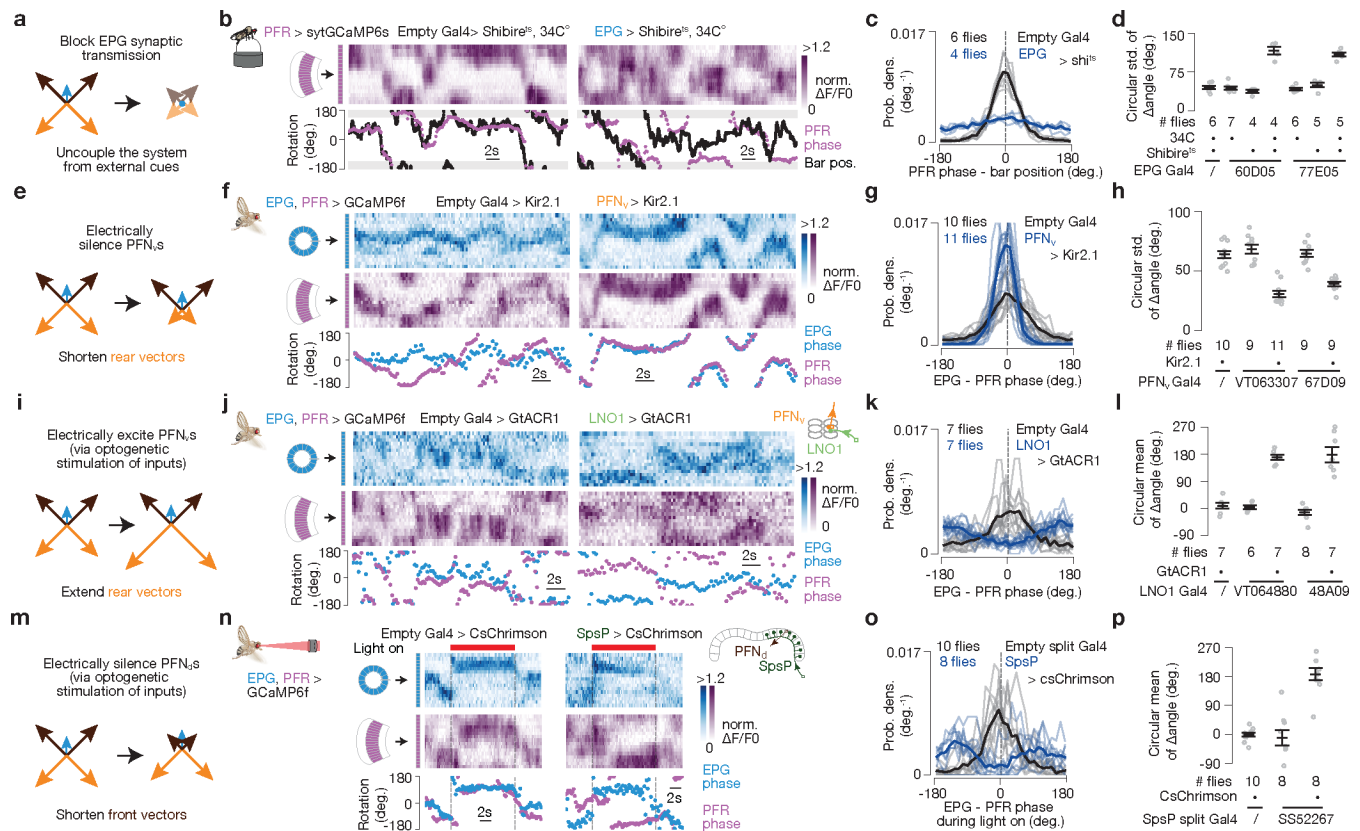 a
Block EPG synaptic
transmission
Uncouple the system
from external cues
b
PFR > sytGCaMP6s
Empty Gal4> Shibireᵗˢ, 34C°
EPG > Shibireᵗˢ, 34C°
>1.2
norm.
ΔF/F0
0
Rotation
(deg.)
180
0
-180
2s
2s
PFR
phase
Bar pos.
c
0.017
6 flies
4 flies
Empty Gal4
EPG
> shiᵗˢ
Prob. dens.
(deg.⁻¹)
0
-180
0
180
PFR phase - bar position (deg.)
d
Circular std. of
Δangle (deg.)
150
75
0
# flies 6 7 4 4 6 5 5
34C • • • •
Shibireᵗˢ • • • •
EPG Gal4 / 60D05 77E05
e
Electrically
silence PFNᵥs
Shorten rear vectors
f
EPG, PFR > GCaMP6f
Empty Gal4 > Kir2.1
PFNᵥ > Kir2.1
>1.2
norm.
ΔF/F0
0
Rotation
(deg.)
180
0
-180
2s
2s
EPG
phase
PFR
phase
g
0.017
10 flies
11 flies
Empty Gal4
PFNᵥ
> Kir2.1
Prob. dens.
(deg.⁻¹)
0
-180
0
180
EPG - PFR phase (deg.)
h
Circular std.
of Δangle (deg.)
100
50
0
# flies 10 9 11 9 9
Kir2.1 • • •
PFNᵥ Gal4 / VT063307 67D09
i
Electrically excite PFNᵥs
(via optogenetic
stimulation of inputs)
Extend rear vectors
j
EPG, PFR > GCaMP6f
Empty Gal4 > GtACR1
LNO1 > GtACR1
PFNᵥ
LNO1
>1.2
norm.
ΔF/F0
0
Rotation
(deg.)
180
0
-180
2s
2s
EPG
phase
PFR
phase
k
0.017
7 flies
7 flies
Empty Gal4
LNO1
> GtACR1
Prob. dens.
(deg.⁻¹)
0
-180
0
180
EPG - PFR phase (deg.)
l
Circular mean
of Δangle (deg.)
270
180
90
0
-90
# flies 7 6 7 8 7
GtACR1 • • •
LNO1 Gal4 / VT064880 48A09
m
Electrically silence PFN_ds
(via optogenetic
stimulation of inputs)
Shorten front vectors
n
EPG, PFR >
GCaMP6f
Empty Gal4 > CsChrimson
SpsP > CsChrimson
Light on
PFN_d
SpsP
>1.2
norm.
ΔF/F0
0
Rotation
(deg.)
180
0
-180
2s
2s
EPG
phase
PFR
phase
o
0.017
10 flies
8 flies
Empty split Gal4
SpsP
> csChrimson
Prob. dens.
(deg.⁻¹)
0
-180
0
180
EPG - PFR phase
during light on (deg.)
p
Circular mean
of Δangle (deg.)
270
180
90
0
-90
# flies 10 8 8
CsChrimson • •
SpsP split Gal4 / SS52267